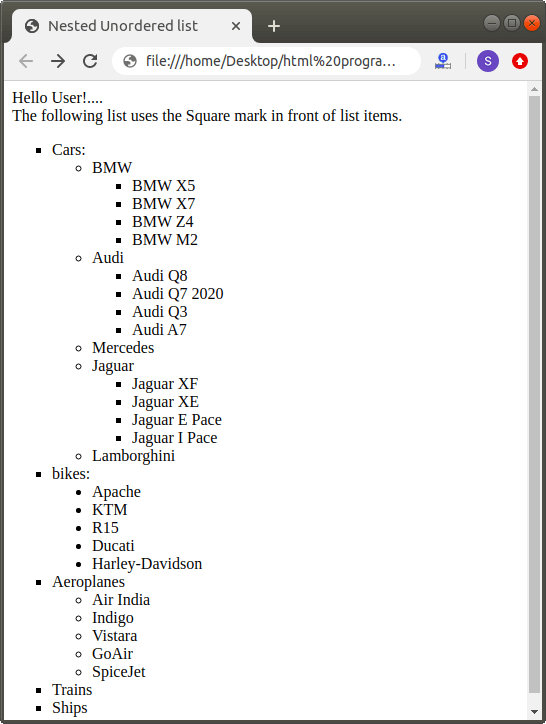 Nested Unordered list
file:///home/Desktop/html%20progra…
a
S
Hello User!....
The following list uses the Square mark in front of list items.
Cars:
BMW
BMW X5
BMW X7
BMW Z4
BMW M2
Audi
Audi Q8
Audi Q7 2020
Audi Q3
Audi A7
Mercedes
Jaguar
Jaguar XF
Jaguar XE
Jaguar E Pace
Jaguar I Pace
Lamborghini
bikes:
Apache
KTM
R15
Ducati
Harley-Davidson
Aeroplanes
Air India
Indigo
Vistara
GoAir
SpiceJet
Trains
Ships